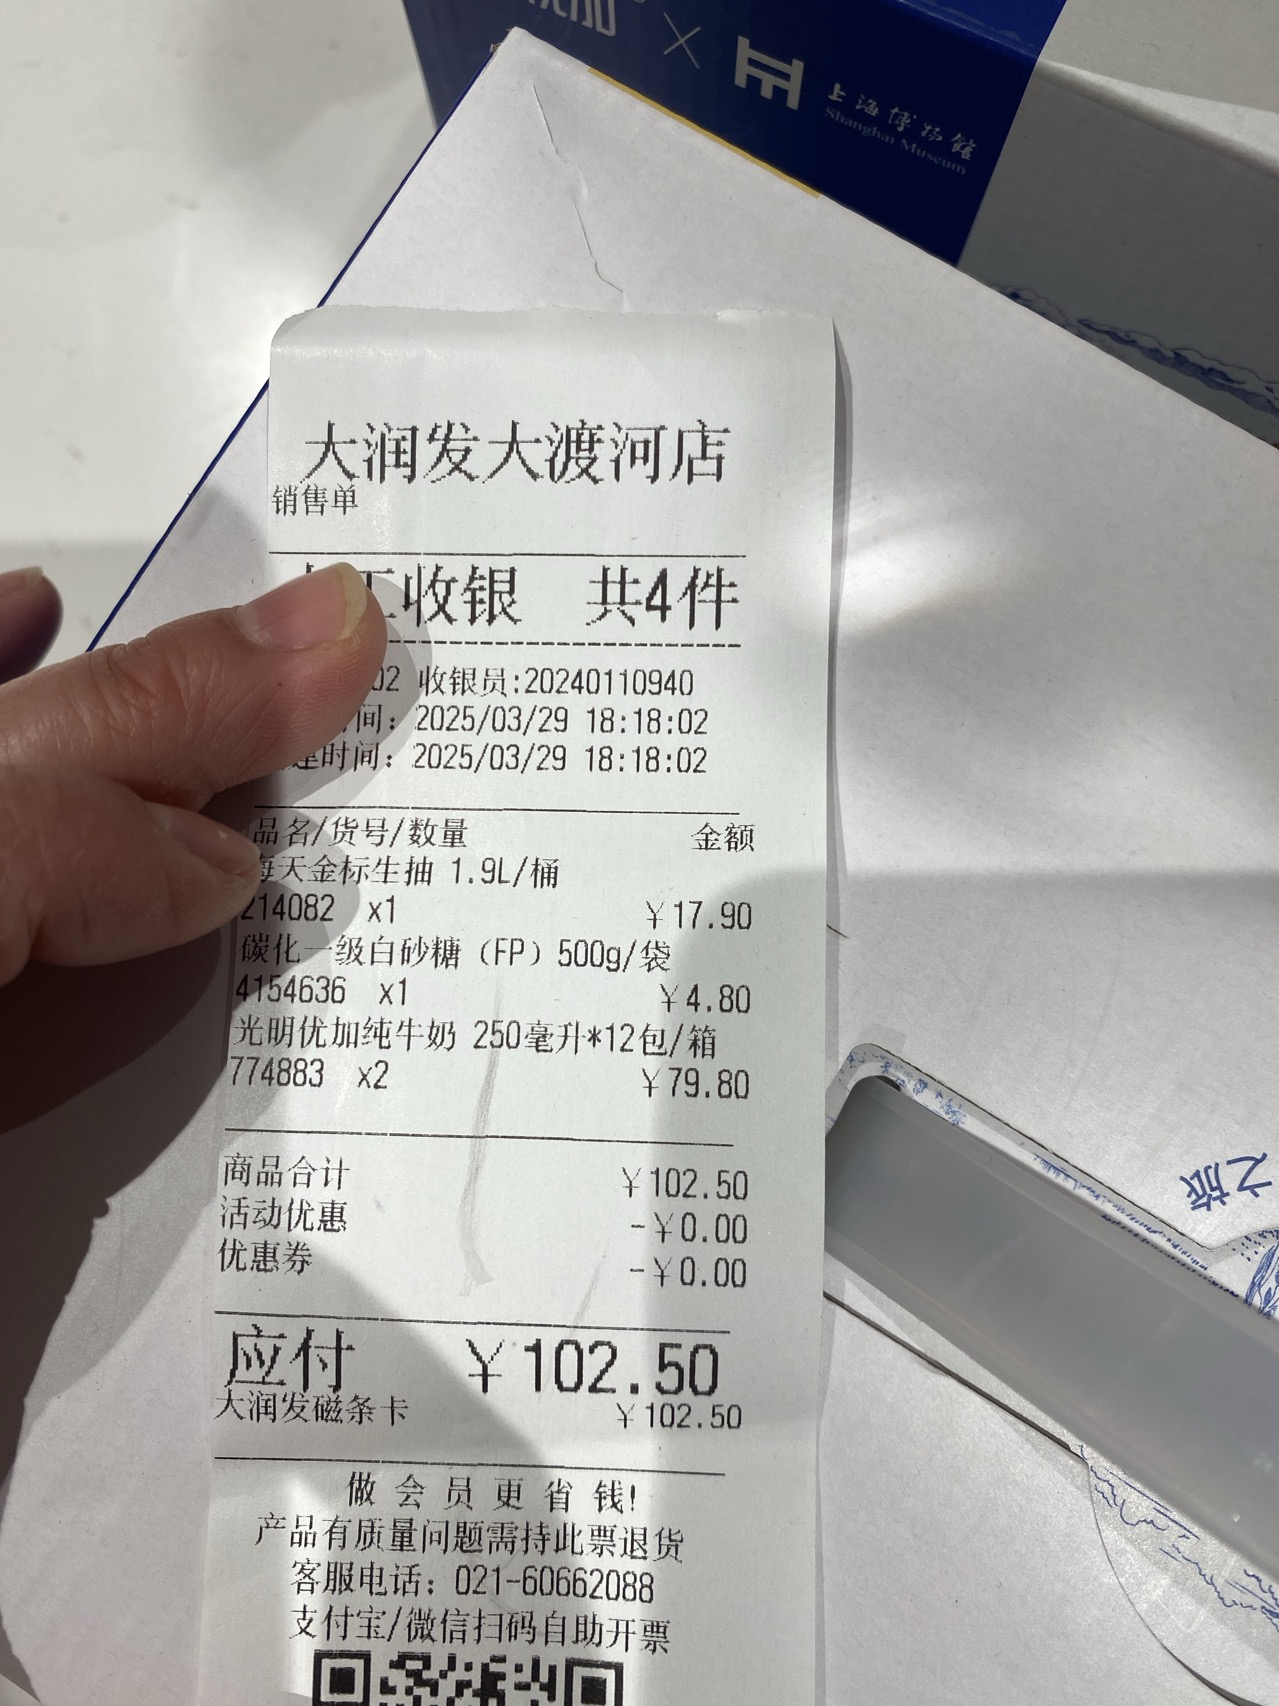 上海博物館
Shanghai Museum
大润发大渡河店
销售单
收银 共4件
02 收银员:20240110940
时间：2025/03/29 18:18:02
时间：2025/03/29 18:18:02
品名/货号/数量 金额
海天金标生抽 1.9L/桶
214082 x1 ￥17.90
碳化一级白砂糖（FP）500g/袋
4154636 x1 ￥4.80
光明优加纯牛奶 250毫升*12包/箱
774883 x2 ￥79.80
商品合计 ￥102.50
活动优惠 -￥0.00
优惠券 -￥0.00
应付 ￥102.50
大润发磁条卡 ￥102.50
做会员更省钱!
产品有质量问题需持此票退货
客服电话：021-60662088
支付宝/微信扫码自助开票
之旅